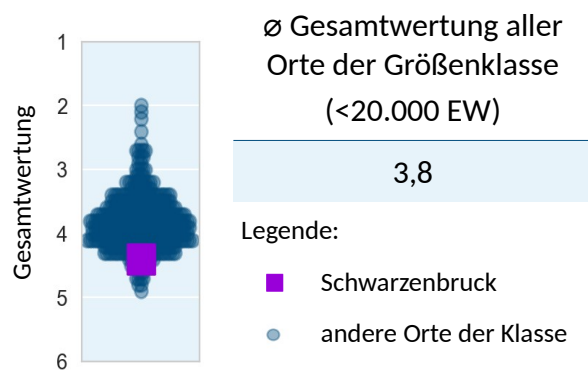 Gesamtwertung
1
2
3
4
5
6
⌀ Gesamtwertung aller
Orte der Größenklasse
(<20.000 EW)
3,8
Legende:
Schwarzenbruck
andere Orte der Klasse